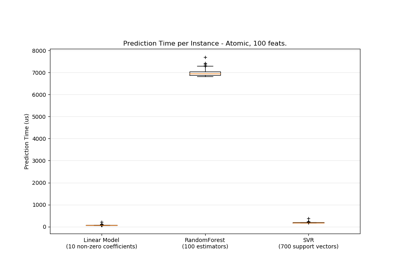 Prediction Time per Instance - Atomic, 100 feats.
8000
7000
6000
5000
4000
3000
2000
1000
0
Prediction Time (us)
Linear Model
(10 non-zero coefficients)
RandomForest
(100 estimators)
SVR
(700 support vectors)